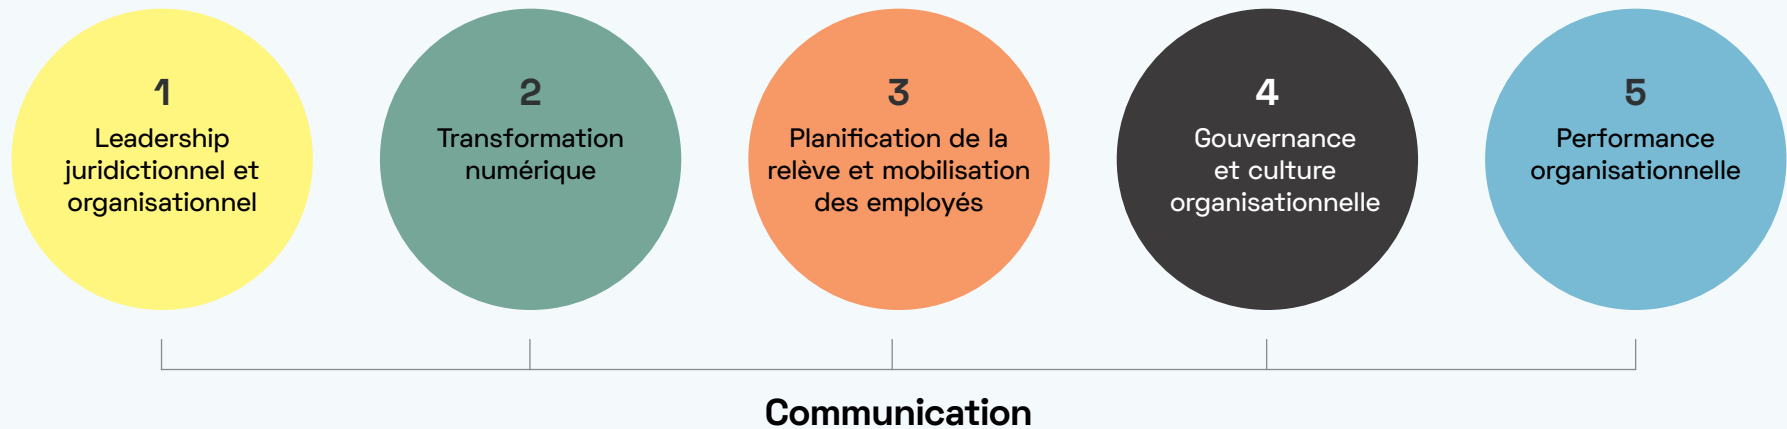 1
Leadership
juridictionnel et
organisationnel
2
Transformation
numérique
3
Planification de la
relève et mobilisation
des employés
4
Gouvernance
et culture
organisationnelle
5
Performance
organisationnelle
Communication